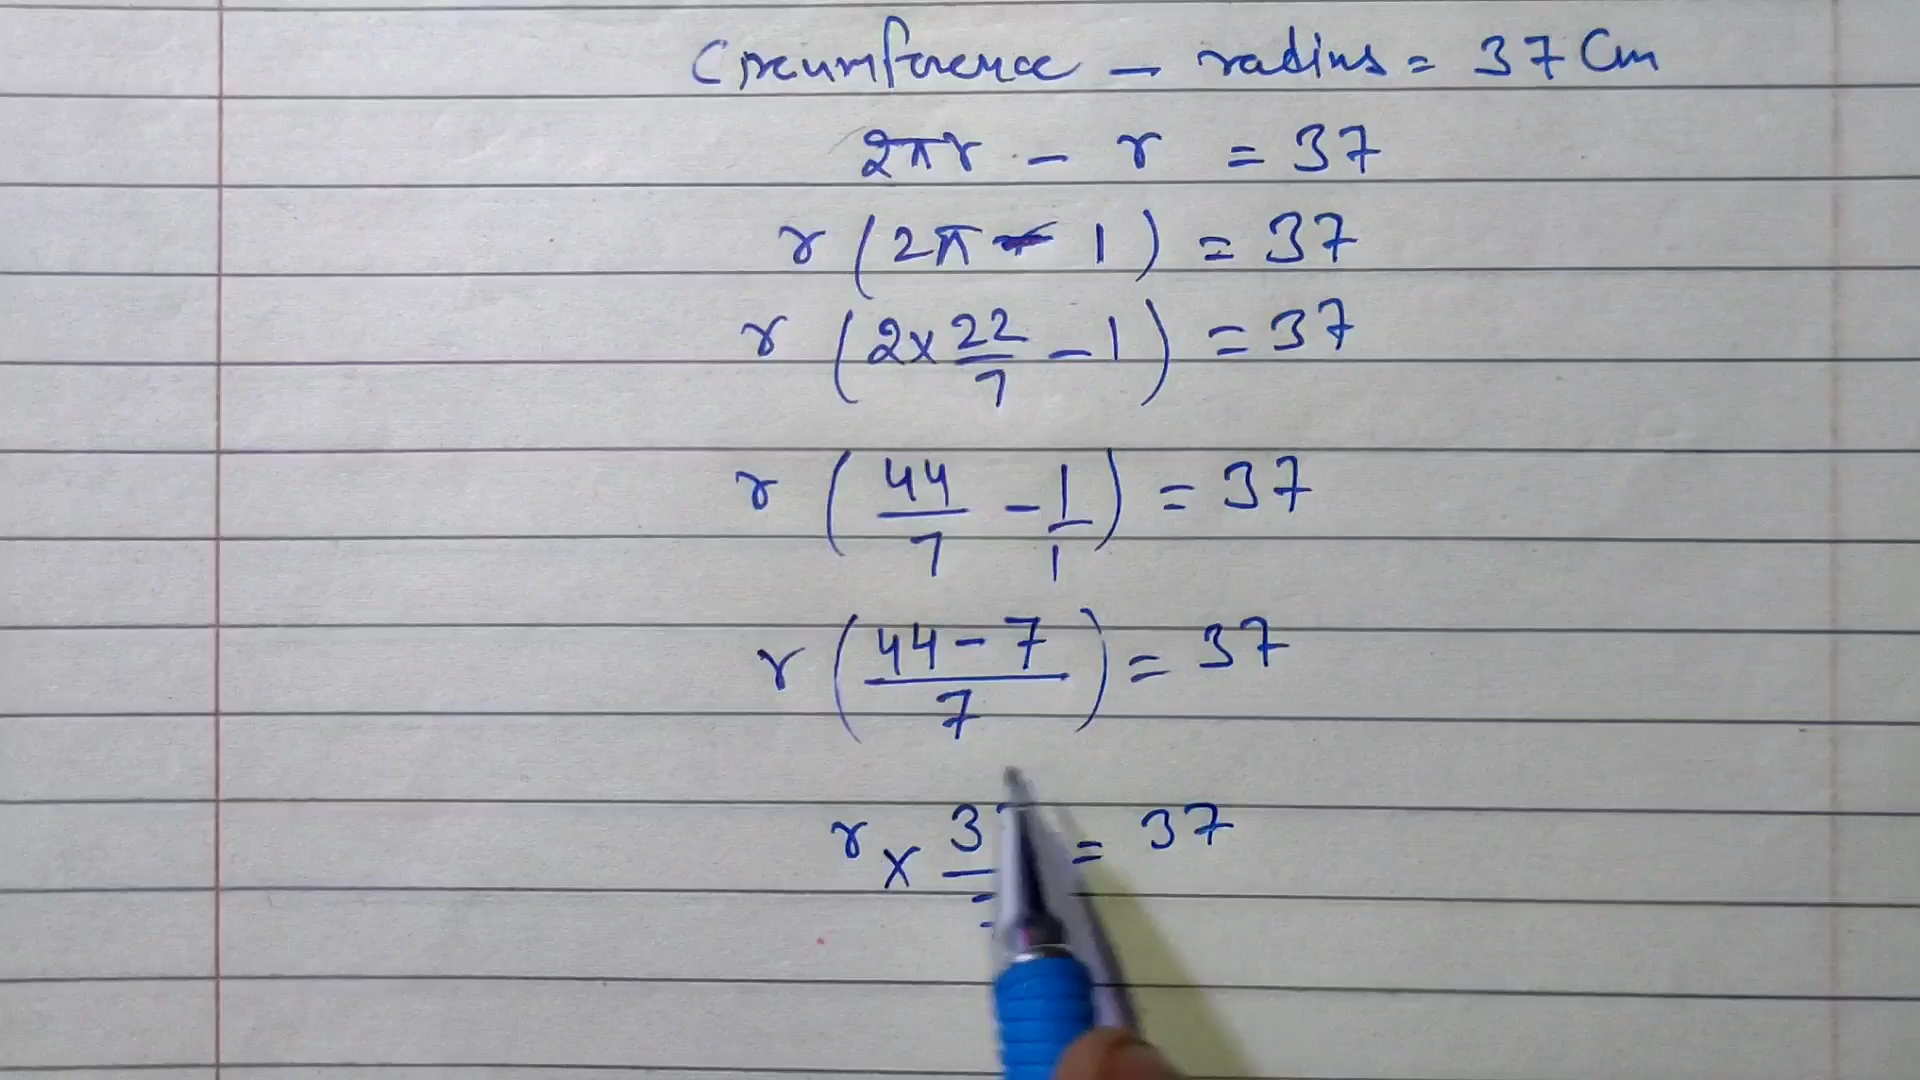 Circumference - radius = 37 Cm
2πr - r = 37
r (2π - 1) = 37
r (2 × 22/7 - 1) = 37
r (44/7 - 1/1) = 37
r (44 - 7/7) = 37
r × 3 = 37